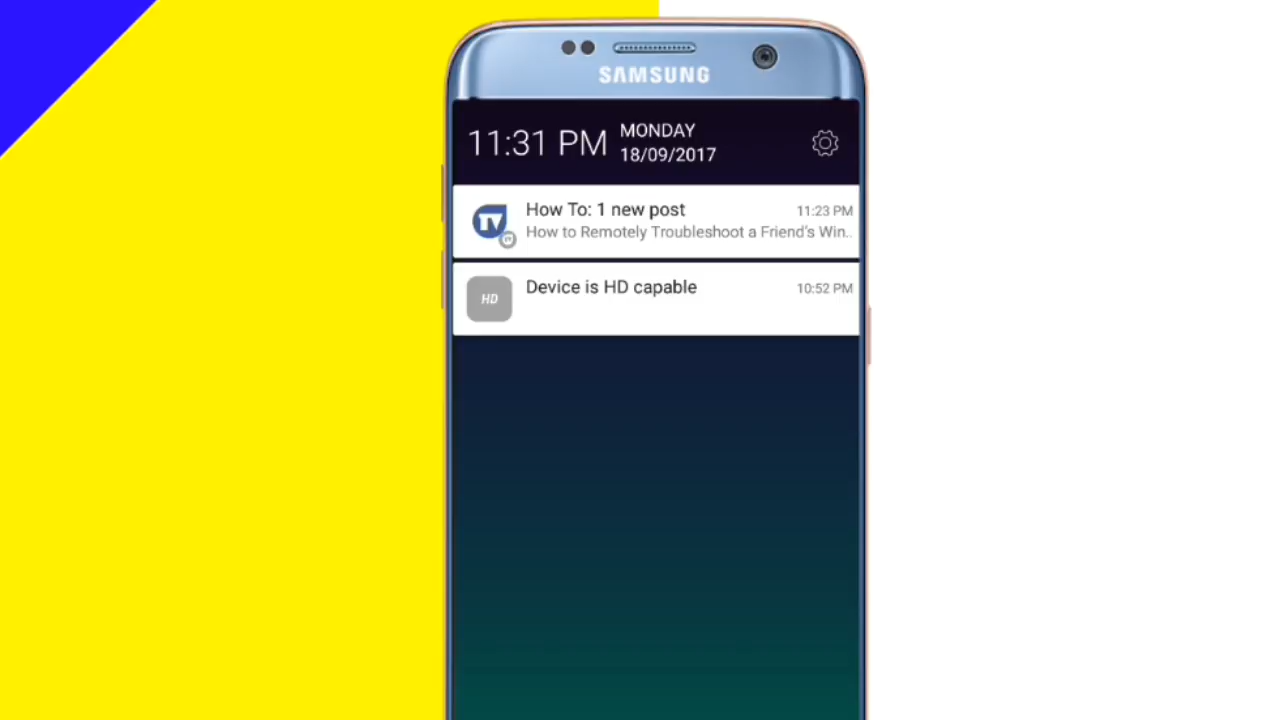 SAMSUNG
11:31 PM
MONDAY
18/09/2017
TV
How To: 1 new post
11:23 PM
How to Remotely Troubleshoot a Friend's Win..
HD
Device is HD capable
10:52 PM